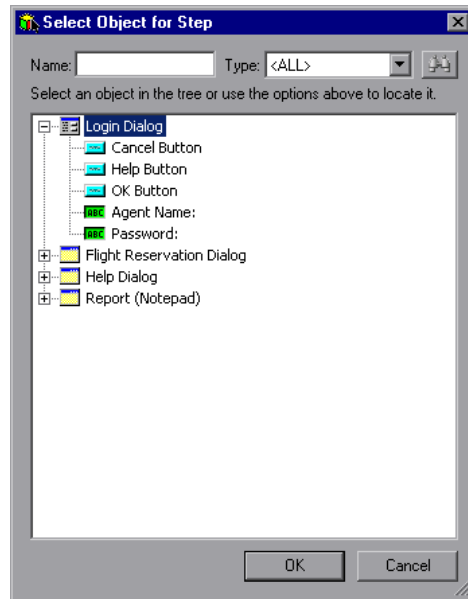 Select Object for Step
Name: Type: <ALL>
Select an object in the tree or use the options above to locate it.
Login Dialog
Cancel Button
Help Button
OK Button
ABC Agent Name:
ABC Password:
Flight Reservation Dialog
Help Dialog
Report (Notepad)
OK Cancel